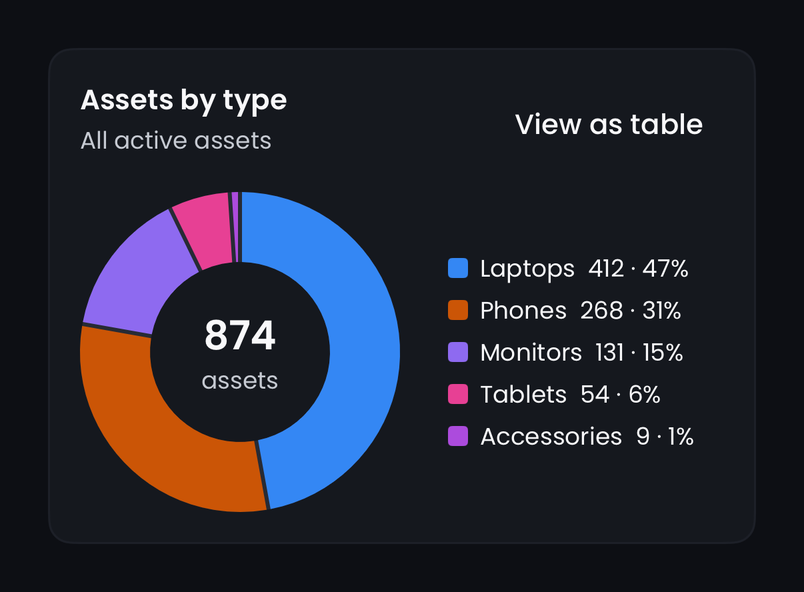 Assets by type
All active assets
View as table
874
assets
Laptops 412 · 47%
Phones 268 · 31%
Monitors 131 · 15%
Tablets 54 · 6%
Accessories 9 · 1%